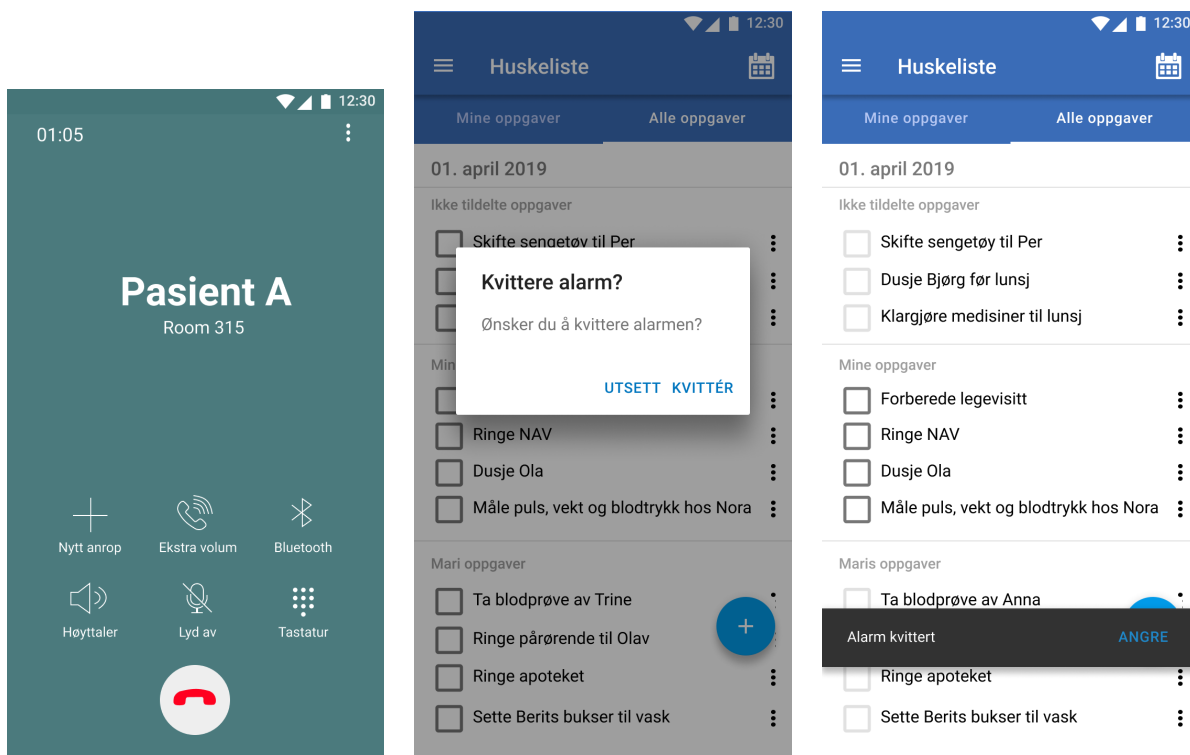 12:30
01:05
Pasient A
Room 315
Nytt anrop
Ekstra volum
Bluetooth
Høyttaler
Lyd av
Tastatur
12:30
Huskeliste
Mine oppgaver
Alle oppgaver
01. april 2019
Ikke tildelte oppgaver
Skifte sengetøy til Per
Kvittere alarm?
Ønsker du å kvittere alarmen?
UTSETT KVITTÉR
Min
Ringe NAV
Dusje Ola
Måle puls, vekt og blodtrykk hos Nora
Mari oppgaver
Ta blodprøve av Trine
Ringe pårørende til Olav
Ringe apoteket
Sette Berits bukser til vask
12:30
Huskeliste
Mine oppgaver
Alle oppgaver
01. april 2019
Ikke tildelte oppgaver
Skifte sengetøy til Per
Dusje Bjørg før lunsj
Klargjøre medisiner til lunsj
Mine oppgaver
Forberede legevisitt
Ringe NAV
Dusje Ola
Måle puls, vekt og blodtrykk hos Nora
Maris oppgaver
Ta blodprøve av Anna
Alarm kvittert
ANGRE
Ringe apoteket
Sette Berits bukser til vask